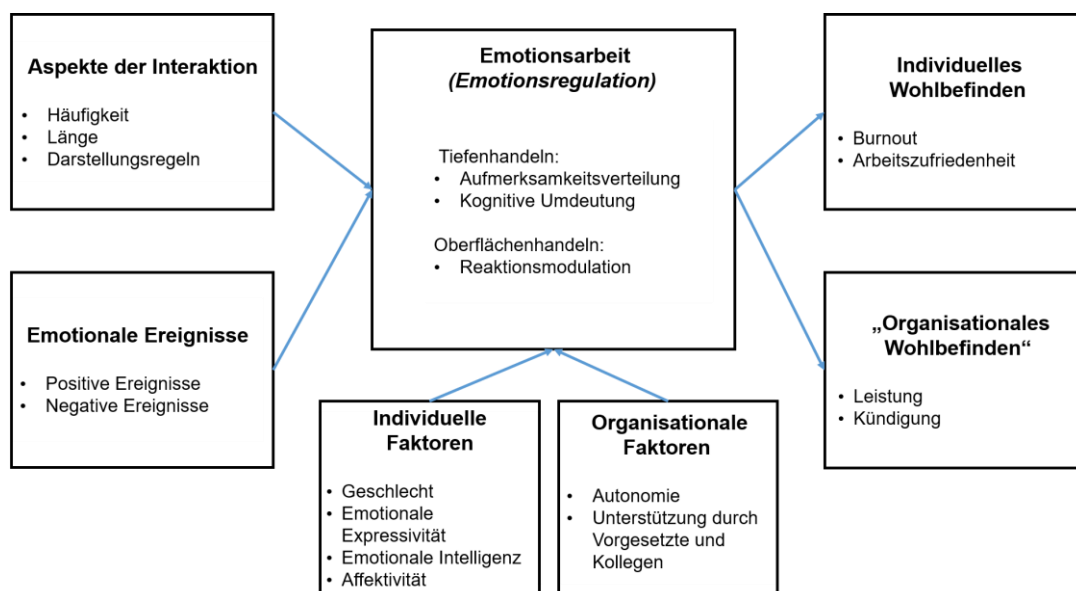 Aspekte der Interaktion
• Häufigkeit
• Länge
• Darstellungsregeln
Emotionale Ereignisse
• Positive Ereignisse
• Negative Ereignisse
Emotionsarbeit
(Emotionsregulation)
Tiefenhandeln:
• Aufmerksamkeitsverteilung
• Kognitive Umdeutung
Oberflächenhandeln:
• Reaktionsmodulation
Individuelle
Faktoren
• Geschlecht
• Emotionale
Expressivität
• Emotionale Intelligenz
• Affektivität
Organisationale
Faktoren
• Autonomie
• Unterstützung durch
Vorgesetzte und
Kollegen
Individuelles
Wohlbefinden
• Burnout
• Arbeitszufriedenheit
„Organisationales
Wohlbefinden“
• Leistung
• Kündigung